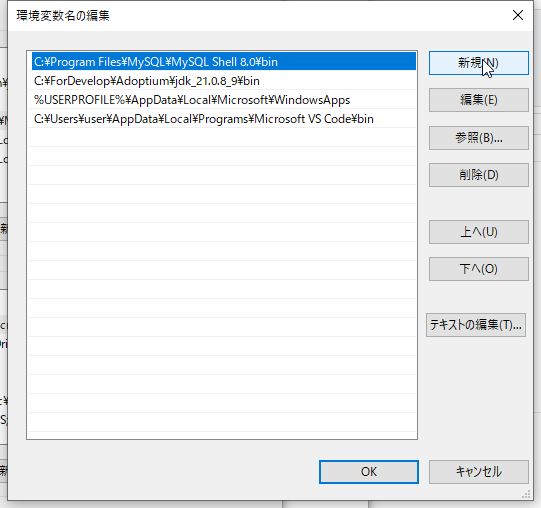 環境変数名の編集
C:¥Program Files¥MySQL¥MySQL Shell 8.0¥bin
C:¥ForDevelop¥Adoptium¥jdk_21.0.8_9¥bin
%USERPROFILE%¥AppData¥Local¥Microsoft¥WindowsApps
C:¥Users¥user¥AppData¥Local¥Programs¥Microsoft VS Code¥bin
新規(N)
編集(E)
参照(B)...
削除(D)
上へ(U)
下へ(O)
テキストの編集(T)...
OK
キャンセル